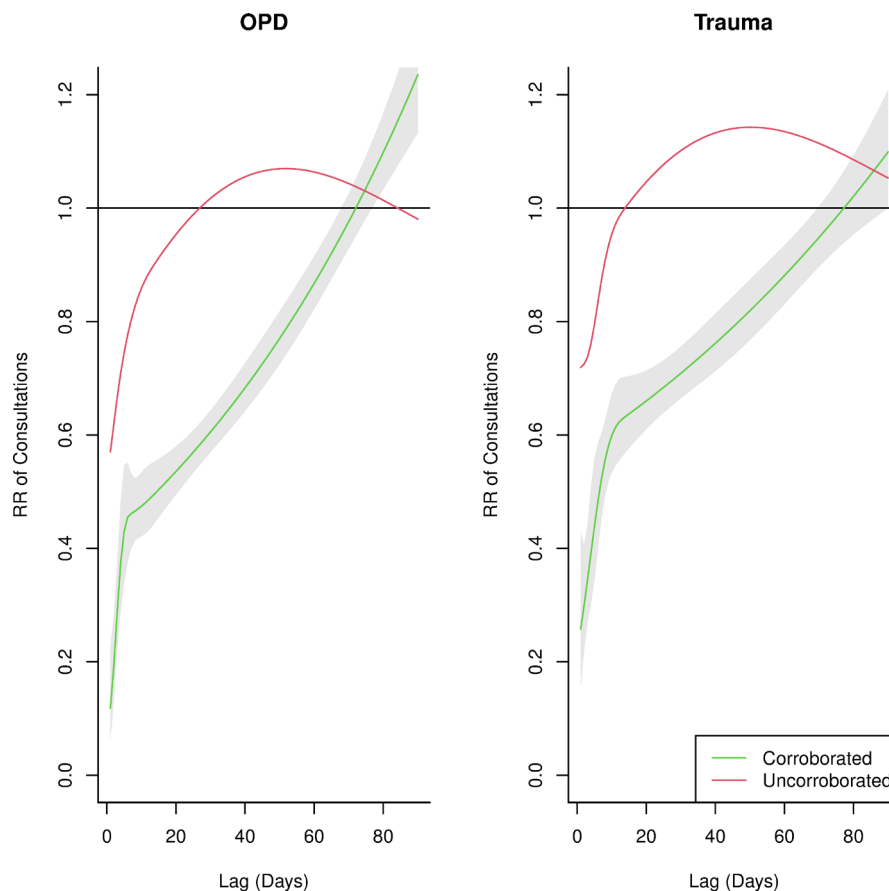 OPD
RR of Consultations
1.2
1.0
0.8
0.6
0.4
0.2
0.0
0 20 40 60 80
Lag (Days)
Trauma
RR of Consultations
1.2
1.0
0.8
0.6
0.4
0.2
0.0
0 20 40 60 80
Lag (Days)
Corroborated
Uncorroborated